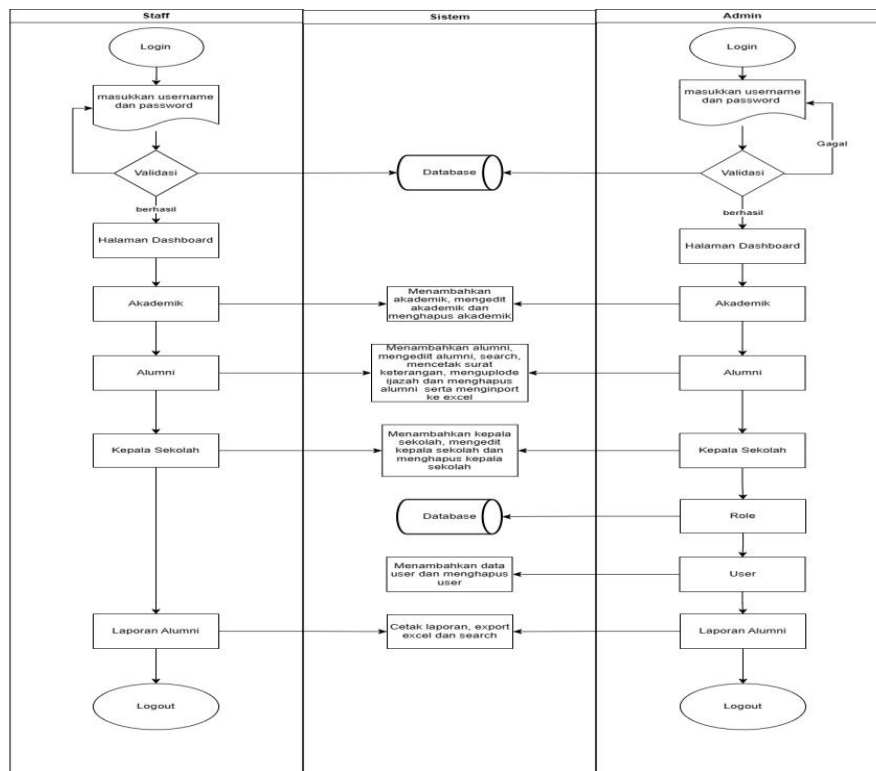 Staff
Sistem
Admin
Login
Login
masukkan username
dan password
masukkan username
dan password
Gagal
Validasi
Database
Validasi
berhasil
berhasil
Halaman Dashboard
Halaman Dashboard
Akademik
Menambahkan
akademik, mengedit
akademik dan
menghapus akademik
Akademik
Alumni
Menambahkan alumni,
mengediit alumni, search,
mencetak surat
keterangan, menguplode
ijazah dan menghapus
alumni serta menginport
ke excel
Alumni
Kepala Sekolah
Menambahkan kepala
sekolah, mengedit
kepala sekolah dan
menghapus kepala
sekolah
Kepala Sekolah
Database
Role
Menambahkan data
user dan menghapus
user
User
Laporan Alumni
Cetak laporan, export
excel dan search
Laporan Alumni
Logout
Logout